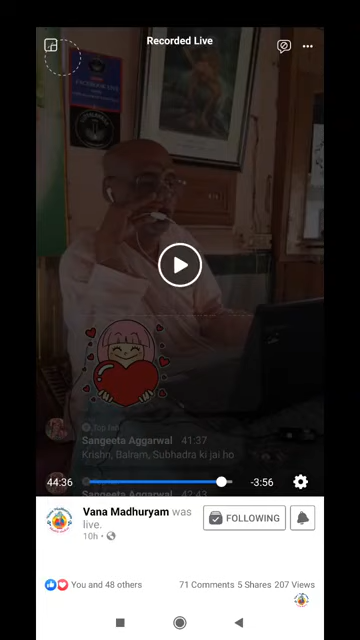 Recorded Live
Top fan
Sangeeta Aggarwal 41:37
Krishn, Balram, Subhadra ki jai.ho
Sangeeta Aggarwal 42:43
44:36
-3:56
Vana Madhuryam was
live.
FOLLOWING
10h
You and 48 others
71 Comments 5 Shares 207 Views